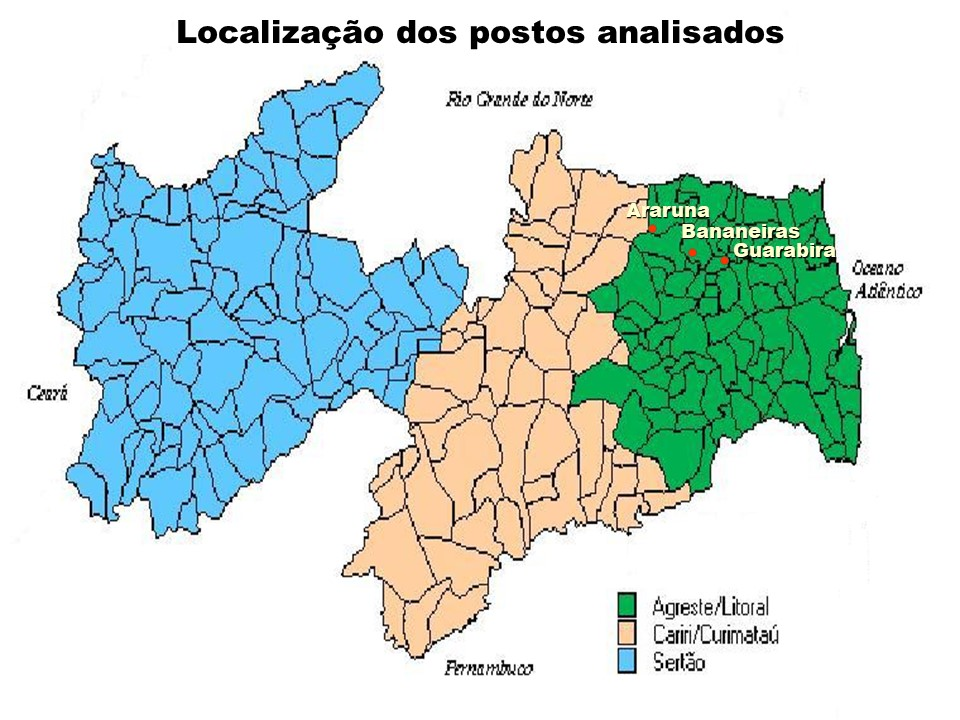 Localização dos postos analisados
Rio Grande do Norte
Araruna
Bananeiras
Guarabira
Oceano
Atlântico
Ceará
Agreste/Litoral
Cariri/Curimataú
Sertão
Pernambuco